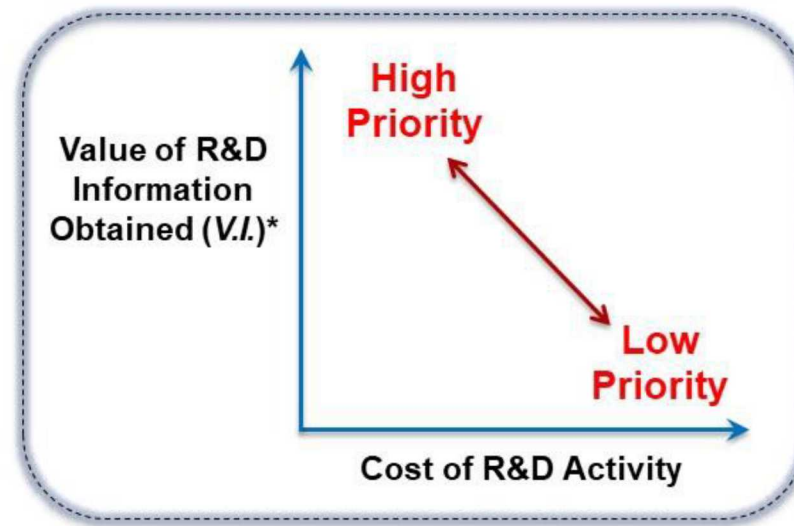 High
Priority
Value of R&D
Information
Obtained (V.I.)*
Low
Priority
Cost of R&D Activity